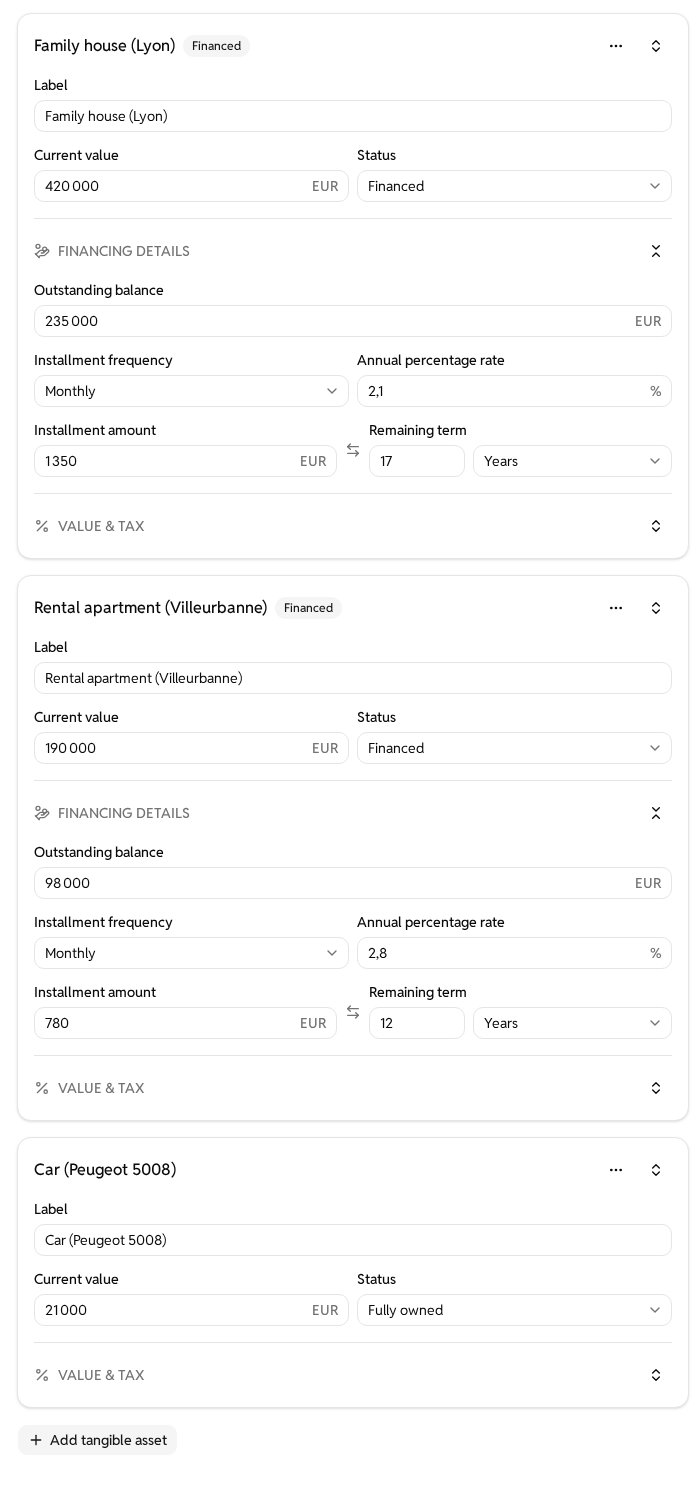 Family house (Lyon) Financed
Label
Family house (Lyon)
Current value Status
420 000 EUR Financed
FINANCING DETAILS
Outstanding balance
235 000 EUR
Installment frequency Annual percentage rate
Monthly 2,1 %
Installment amount Remaining term
1 350 EUR 17 Years
VALUE & TAX
Rental apartment (Villeurbanne) Financed
Label
Rental apartment (Villeurbanne)
Current value Status
190 000 EUR Financed
FINANCING DETAILS
Outstanding balance
98 000 EUR
Installment frequency Annual percentage rate
Monthly 2,8 %
Installment amount Remaining term
780 EUR 12 Years
VALUE & TAX
Car (Peugeot 5008)
Label
Car (Peugeot 5008)
Current value Status
21 000 EUR Fully owned
VALUE & TAX
Add tangible asset